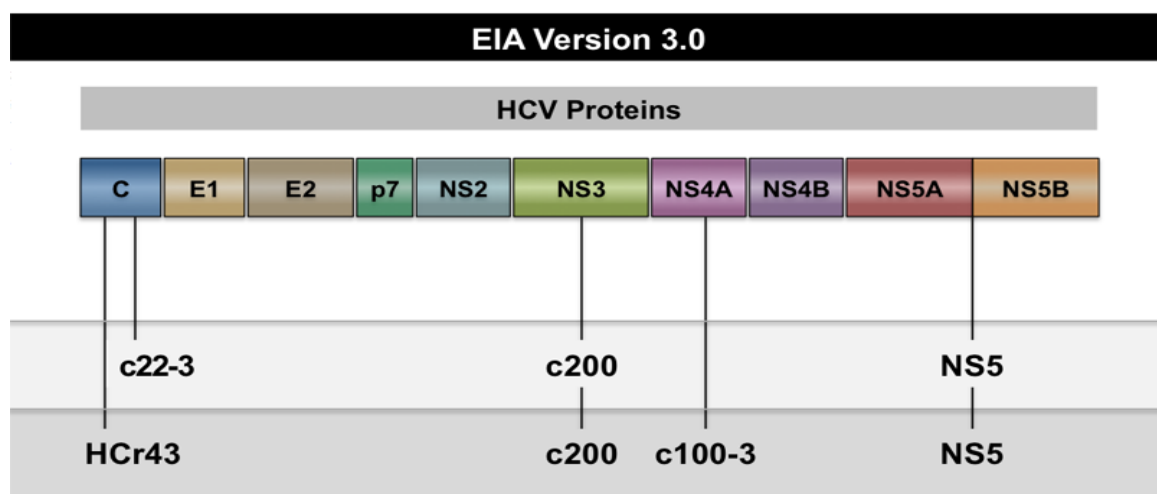 EIA Version 3.0
HCV Proteins
C E1 E2 p7 NS2 NS3 NS4A NS4B NS5A NS5B
c22-3 c200 NS5
HCr43 c200 c100-3 NS5